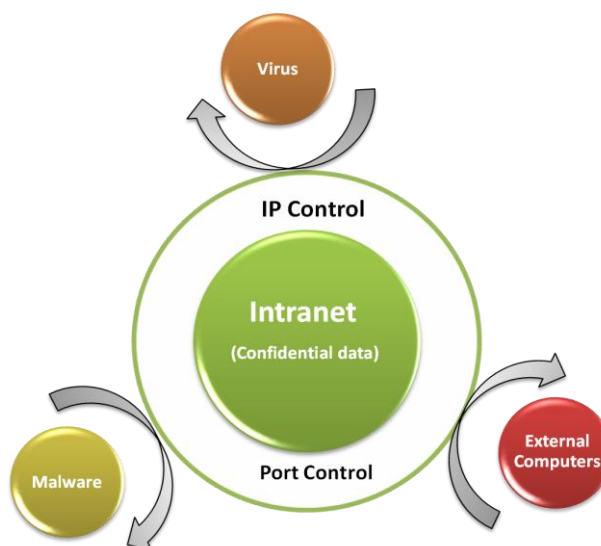 Virus
IP Control
Intranet
(Confidential data)
External
Computers
Malware
Port Control